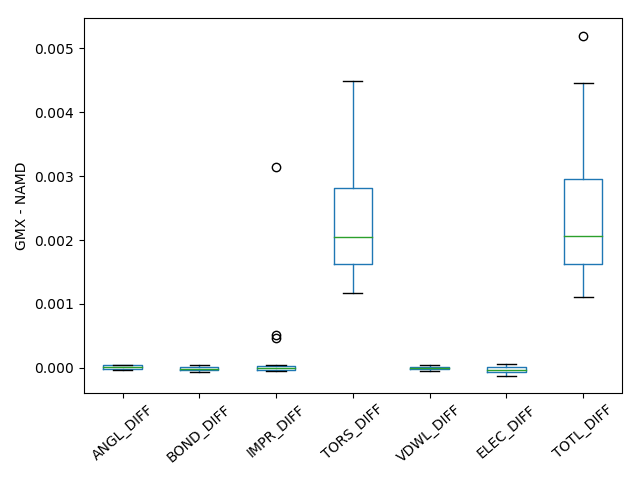 0.005
0.004
0.003
0.002
0.001
0.000
GMX - NAMD
ANGL_DIFF
BOND_DIFF
IMPR_DIFF
TORS_DIFF
VDWL_DIFF
ELEC_DIFF
TOTL_DIFF